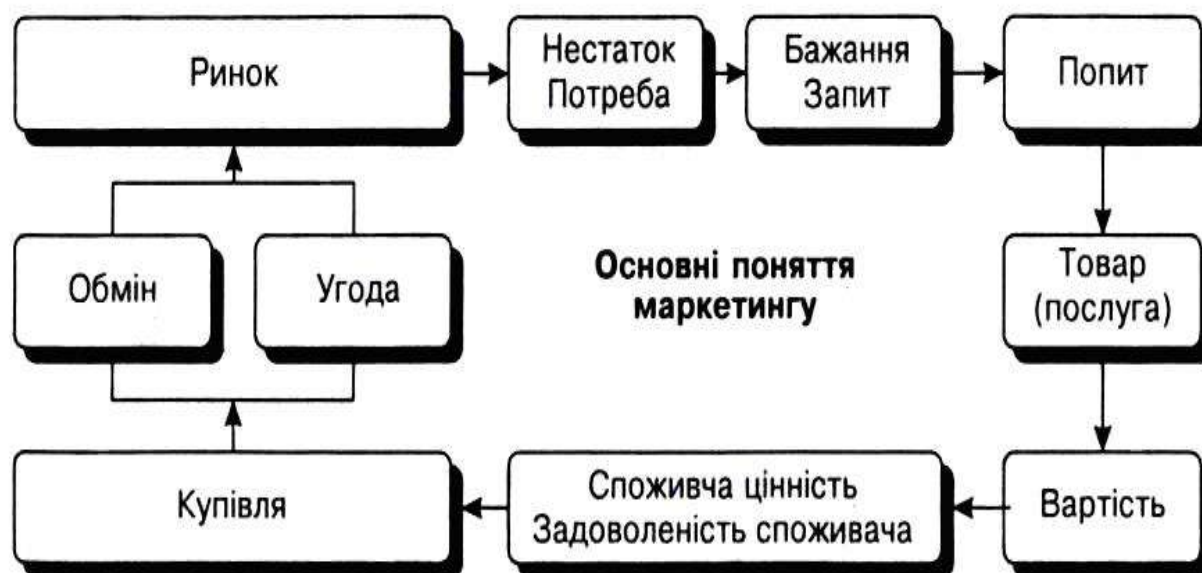 Ринок
Нестаток
Потреба
Бажання
Запит
Попит
Обмін
Угода
Основні поняття
маркетингу
Товар
(послуга)
Купівля
Споживча цінність
Задоволеність споживача
Вартість